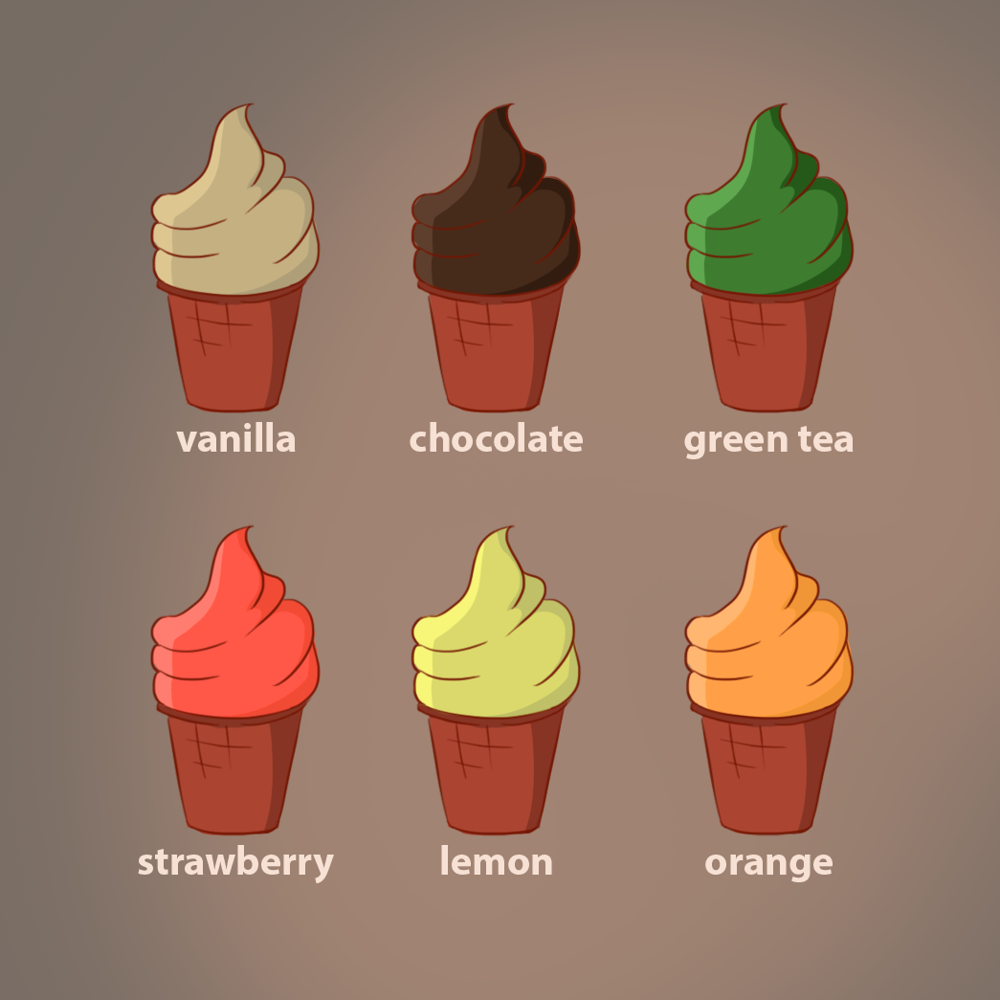 vanilla
chocolate
green tea
strawberry
lemon
orange